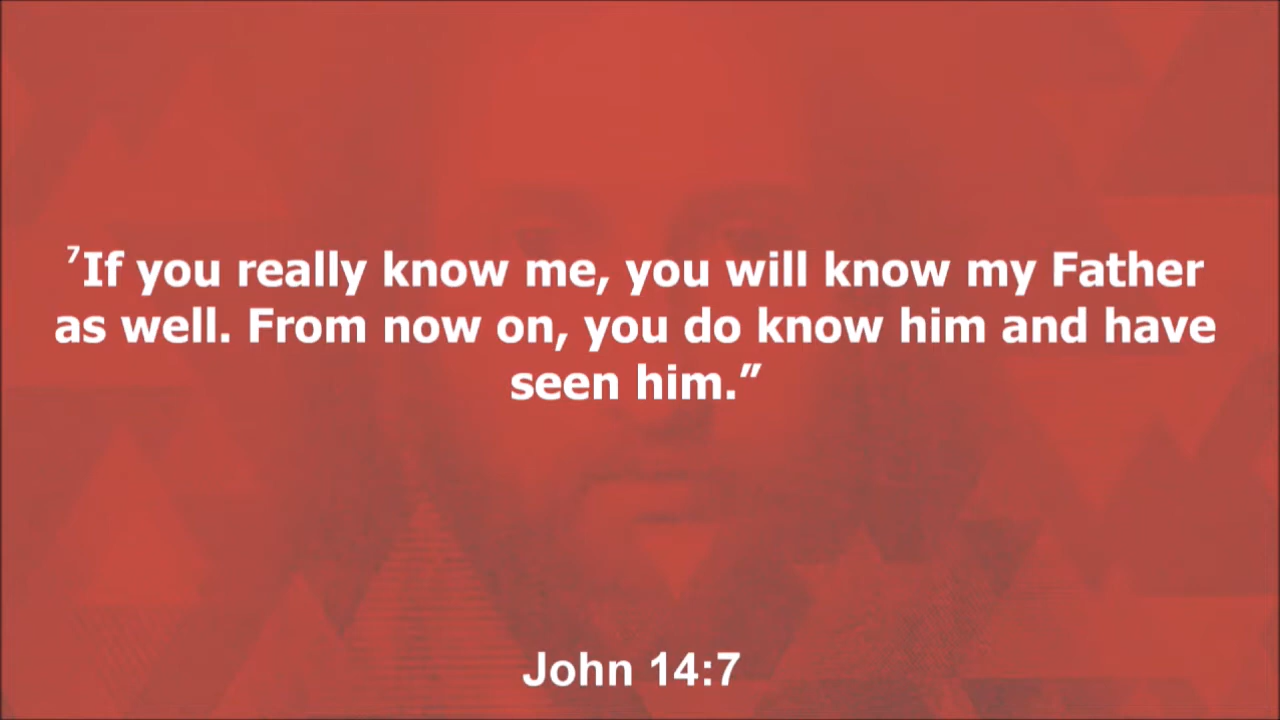 ⁷If you really know me, you will know my Father
as well. From now on, you do know him and have
seen him.”
John 14:7